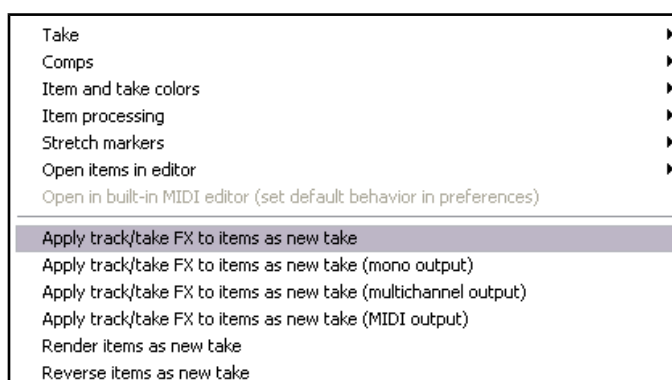 Take
Comps
Item and take colors
Item processing
Stretch markers
Open items in editor
Open in built-in MIDI editor (set default behavior in preferences)
Apply track/take FX to items as new take
Apply track/take FX to items as new take (mono output)
Apply track/take FX to items as new take (multichannel output)
Apply track/take FX to items as new take (MIDI output)
Render items as new take
Reverse items as new take